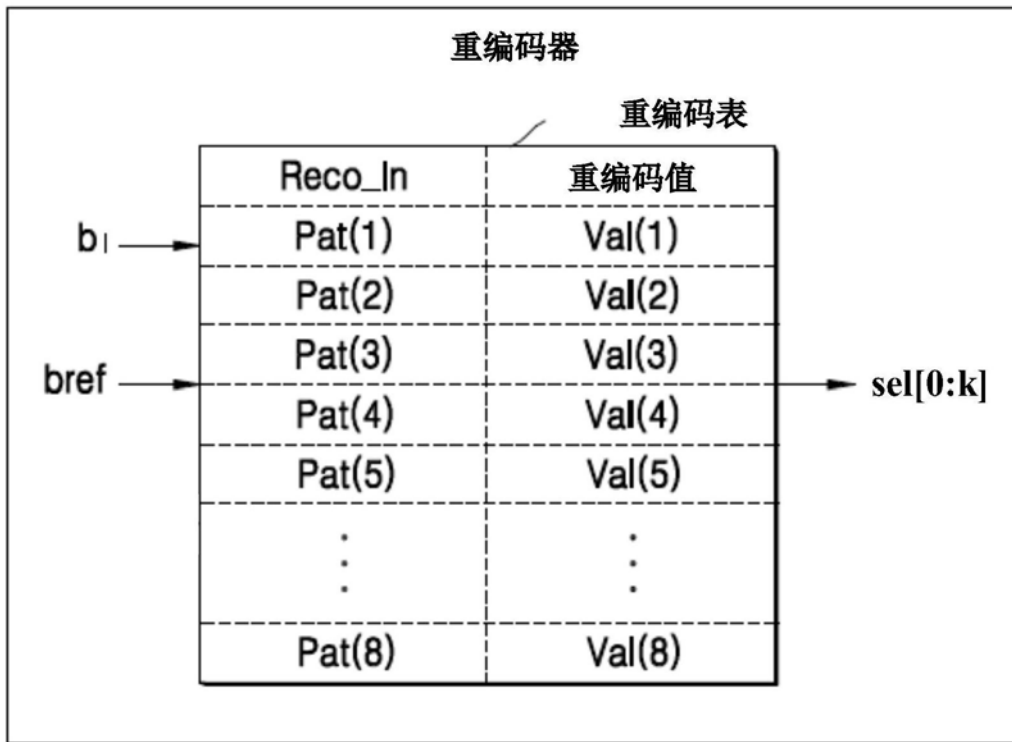 重编码器
重编码表
Reco_In 重编码值
b₁ Pat(1) Val(1)
Pat(2) Val(2)
bref Pat(3) Val(3)
sel[0:k]
Pat(4) Val(4)
Pat(5) Val(5)
⋮ ⋮
Pat(8) Val(8)